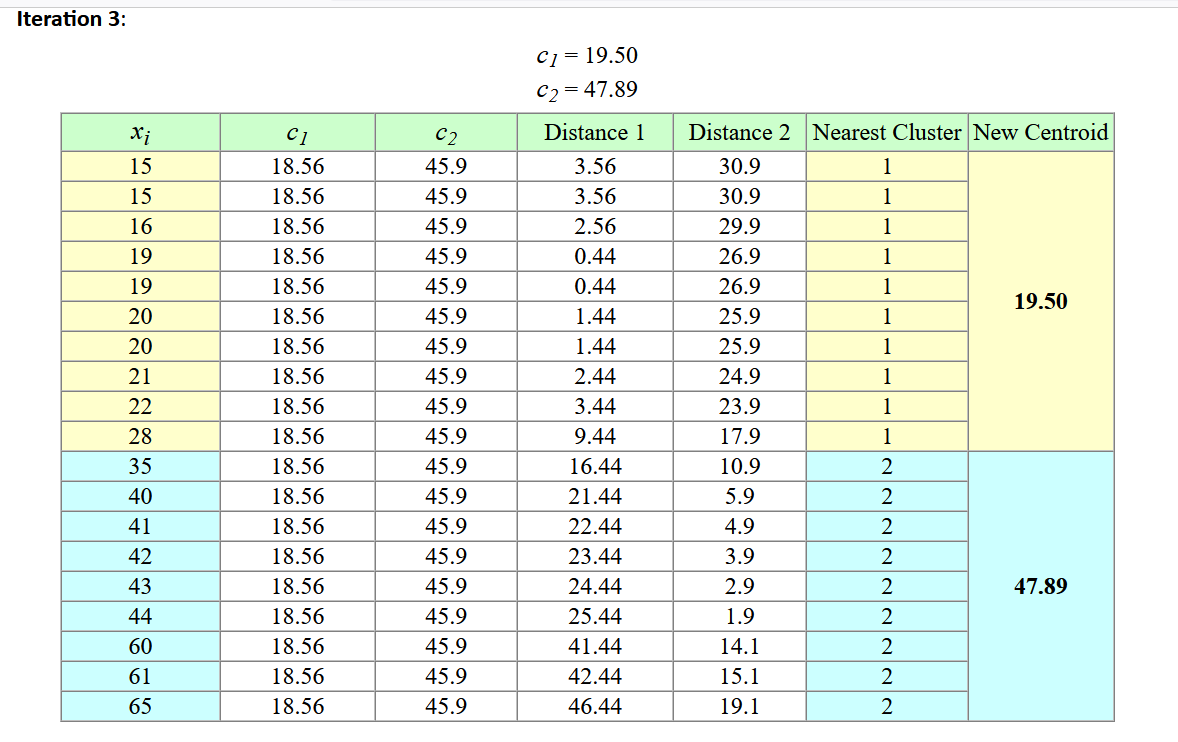 Iteration 3:
c1 = 19.50
c2 = 47.89
xi c1 c2 Distance 1 Distance 2 Nearest Cluster New Centroid
15 18.56 45.9 3.56 30.9 1
15 18.56 45.9 3.56 30.9 1
16 18.56 45.9 2.56 29.9 1
19 18.56 45.9 0.44 26.9 1
19 18.56 45.9 0.44 26.9 1
19.50
20 18.56 45.9 1.44 25.9 1
20 18.56 45.9 1.44 25.9 1
21 18.56 45.9 2.44 24.9 1
22 18.56 45.9 3.44 23.9 1
28 18.56 45.9 9.44 17.9 1
35 18.56 45.9 16.44 10.9 2
40 18.56 45.9 21.44 5.9 2
41 18.56 45.9 22.44 4.9 2
42 18.56 45.9 23.44 3.9 2
43 18.56 45.9 24.44 2.9 2 47.89
44 18.56 45.9 25.44 1.9 2
60 18.56 45.9 41.44 14.1 2
61 18.56 45.9 42.44 15.1 2
65 18.56 45.9 46.44 19.1 2